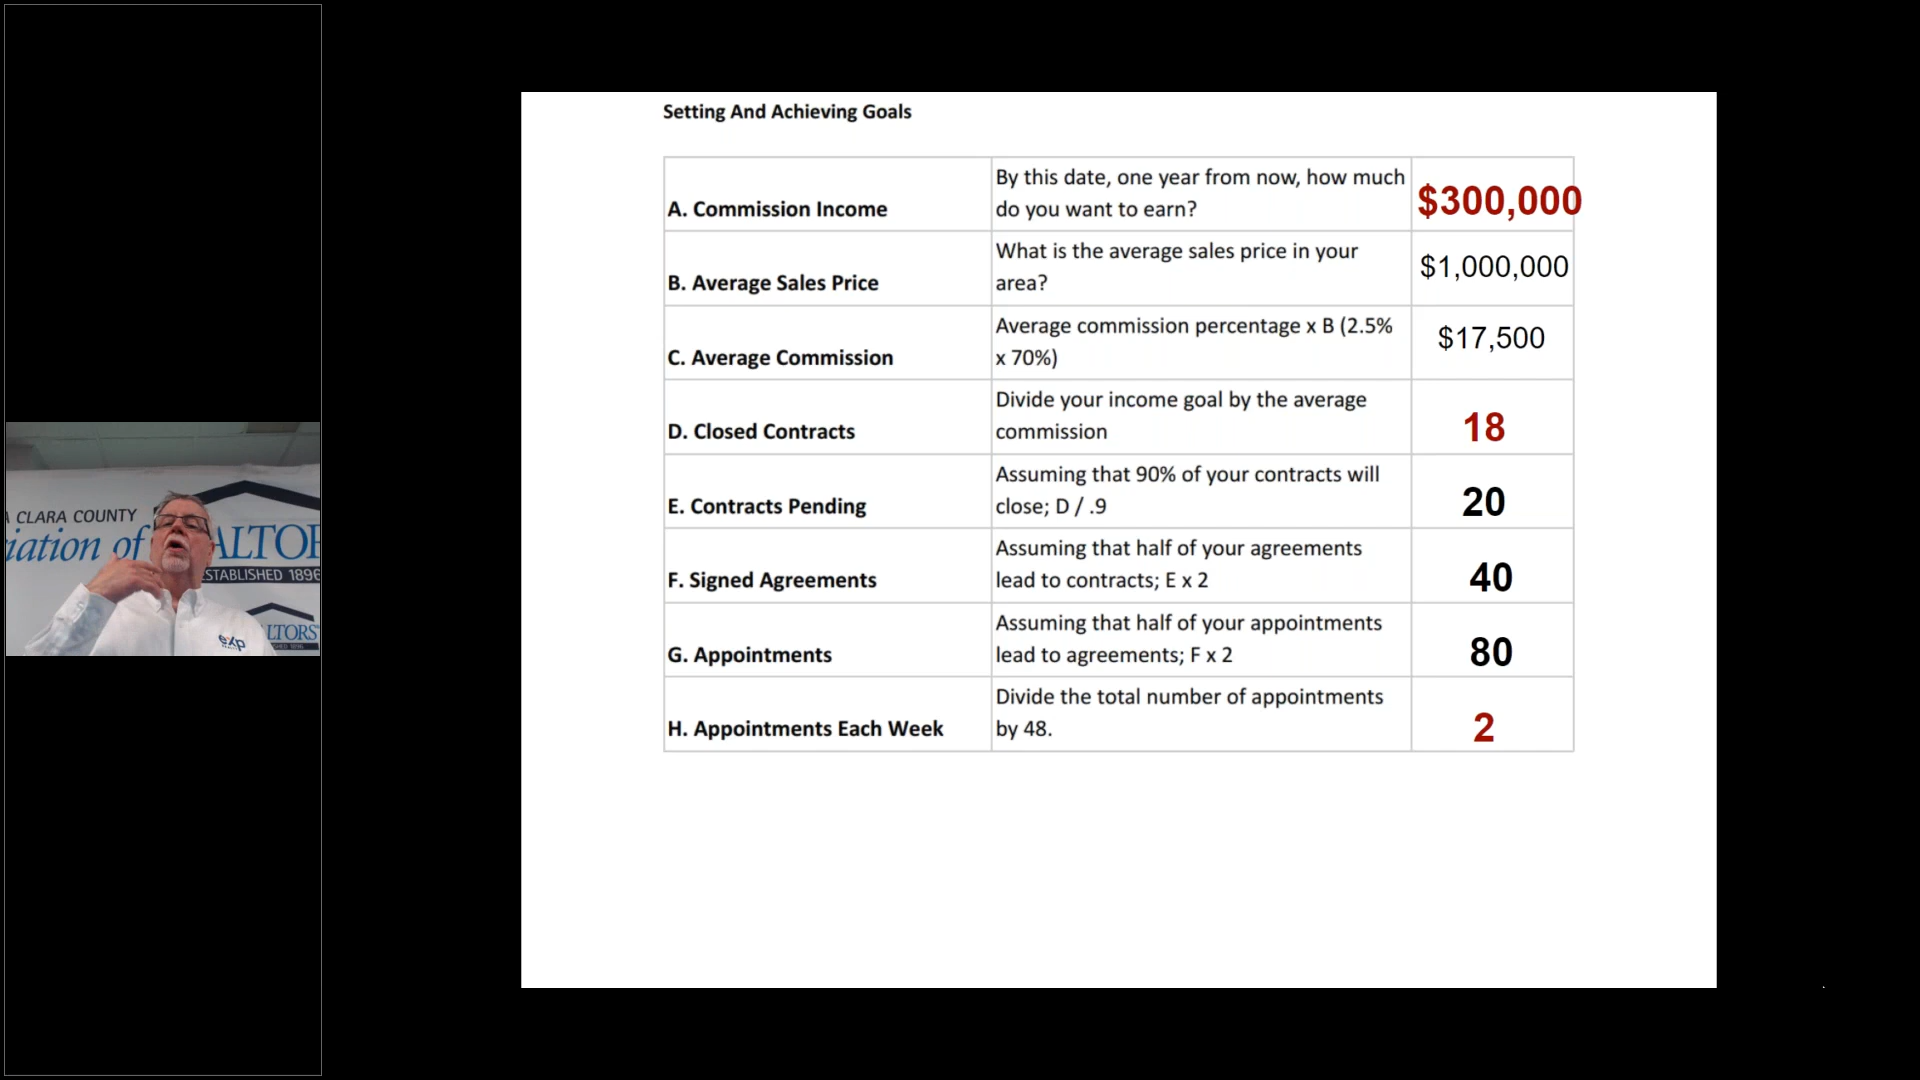 Setting And Achieving Goals
A. Commission Income
By this date, one year from now, how much
do you want to earn?
$300,000
B. Average Sales Price
What is the average sales price in your
area?
$1,000,000
C. Average Commission
Average commission percentage x B (2.5%
x 70%)
$17,500
D. Closed Contracts
Divide your income goal by the average
commission
18
E. Contracts Pending
Assuming that 90% of your contracts will
close; D / .9
20
F. Signed Agreements
Assuming that half of your agreements
lead to contracts; E x 2
40
G. Appointments
Assuming that half of your appointments
lead to agreements; F x 2
80
H. Appointments Each Week
Divide the total number of appointments
by 48.
2
CLARA COUNTY
iation of ALTOR
ESTABLISHED 1896
LTORS
exp